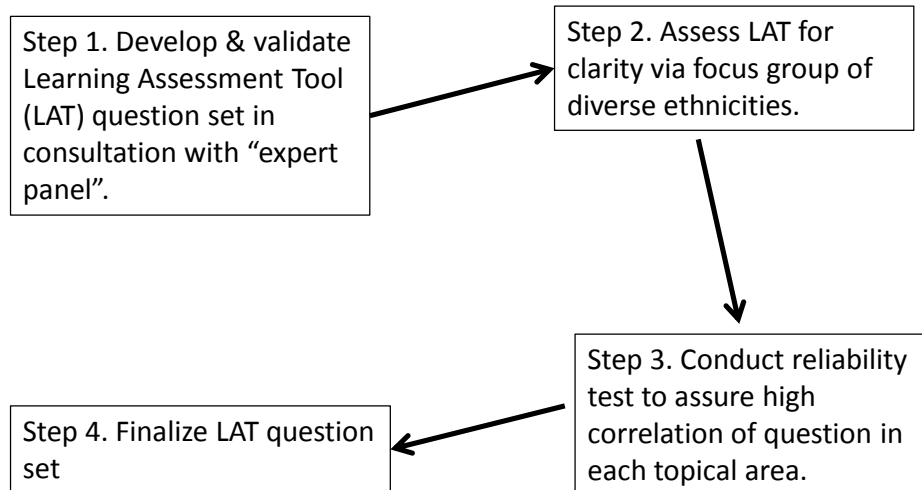 Step 1. Develop & validate
Learning Assessment Tool
(LAT) question set in
consultation with “expert
panel”.
Step 2. Assess LAT for
clarity via focus group of
diverse ethnicities.
Step 3. Conduct reliability
test to assure high
correlation of question in
each topical area.
Step 4. Finalize LAT question
set